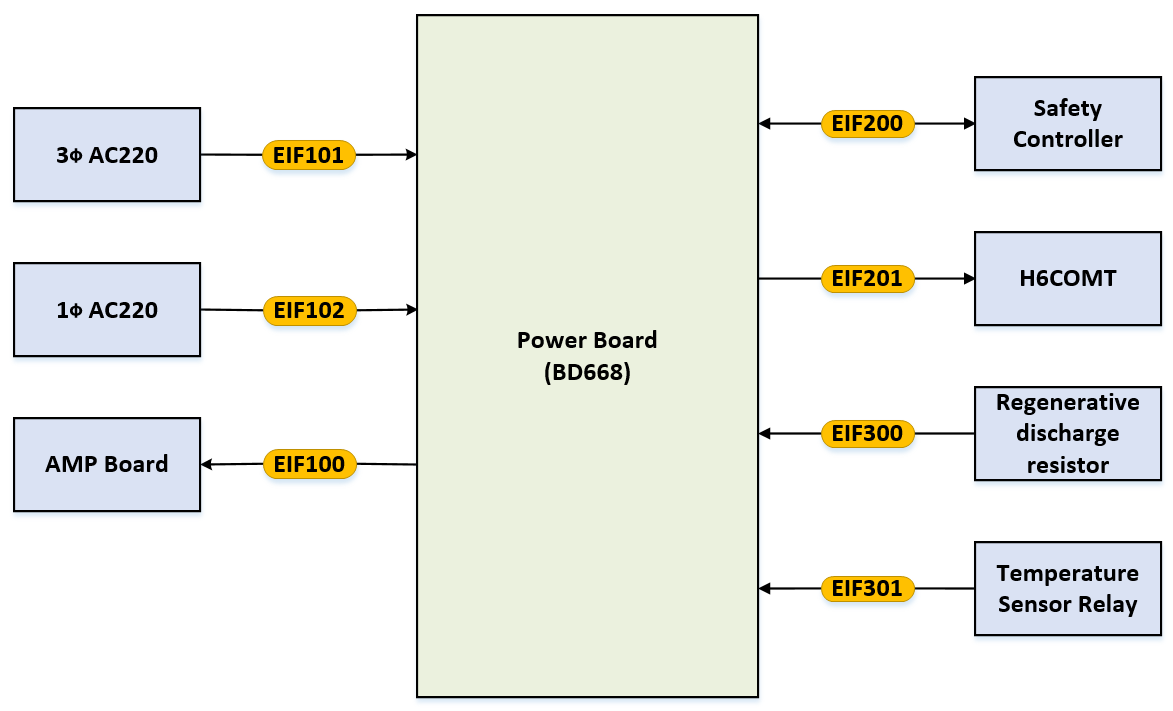 3Φ AC220
EIF101
1Φ AC220
EIF102
AMP Board
EIF100
Power Board
(BD668)
EIF200
Safety
Controller
EIF201
H6COMT
EIF300
Regenerative
discharge
resistor
EIF301
Temperature
Sensor Relay